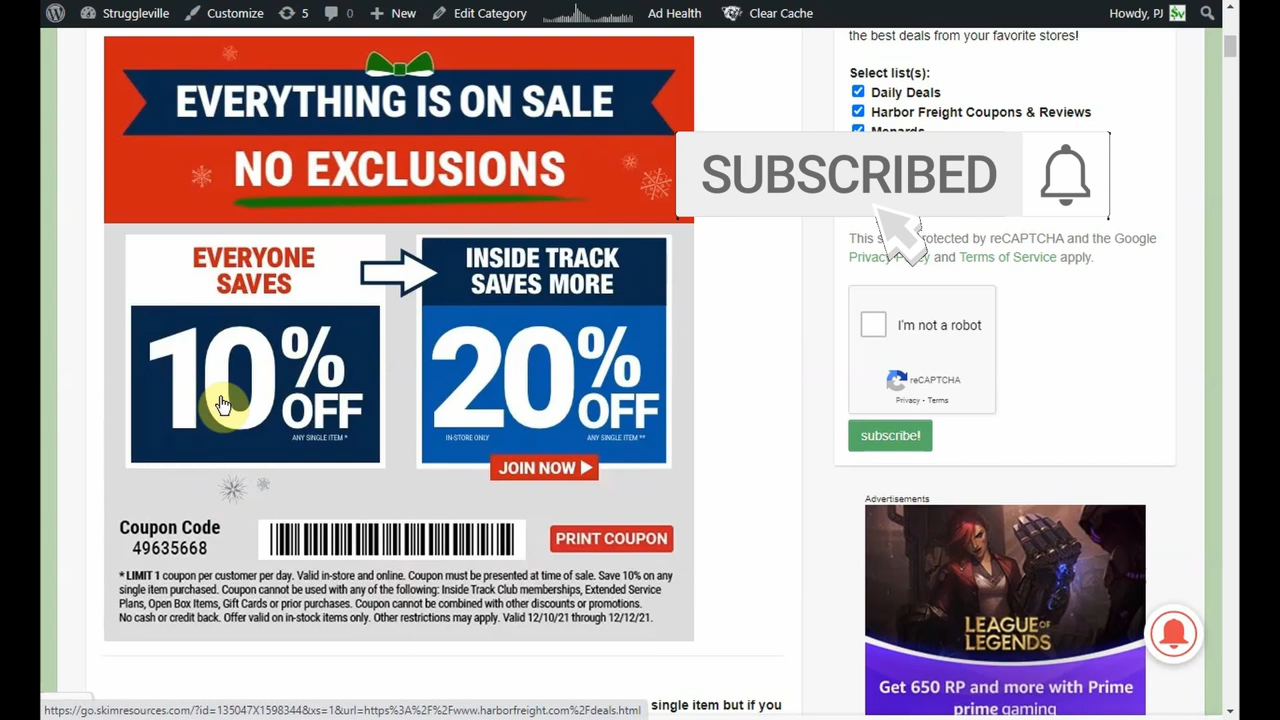 Struggleville
Customize
5
0
New
Edit Category
Ad Health
Clear Cache
Howdy, PJ
EVERYTHING IS ON SALE
NO EXCLUSIONS
EVERYONE
SAVES
10%
OFF
ANY SINGLE ITEM *
INSIDE TRACK
SAVES MORE
20%
OFF
IN-STORE ONLY
ANY SINGLE ITEM **
JOIN NOW
Coupon Code
49635668
PRINT COUPON
* LIMIT 1 coupon per customer per day. Valid in-store and online. Coupon must be presented at time of sale. Save 10% on any
single item purchased. Coupon cannot be used with any of the following: Inside Track Club memberships, Extended Service
Plans, Open Box Items, Gift Cards or prior purchases. Coupon cannot be combined with other discounts or promotions.
No cash or credit back. Offer valid on in-stock items only. Other restrictions may apply. Valid 12/10/21 through 12/12/21.
single item but if you
https://go.skimresources.com/?id=135047X1598344&xs=1&url=https%3A%2F%2Fwww.harborfreight.com%2Fdeals.html
the best deals from your favorite stores!
Select list(s):
Daily Deals
Harbor Freight Coupons & Reviews
Menards
SUBSCRIBED
This protected by reCAPTCHA and the Google
Privacy and Terms of Service apply.
I'm not a robot
reCAPTCHA
Privacy - Terms
subscribe!
Advertisements
LEAGUE OF
LEGENDS
Get 650 RP and more with Prime
prime gaming